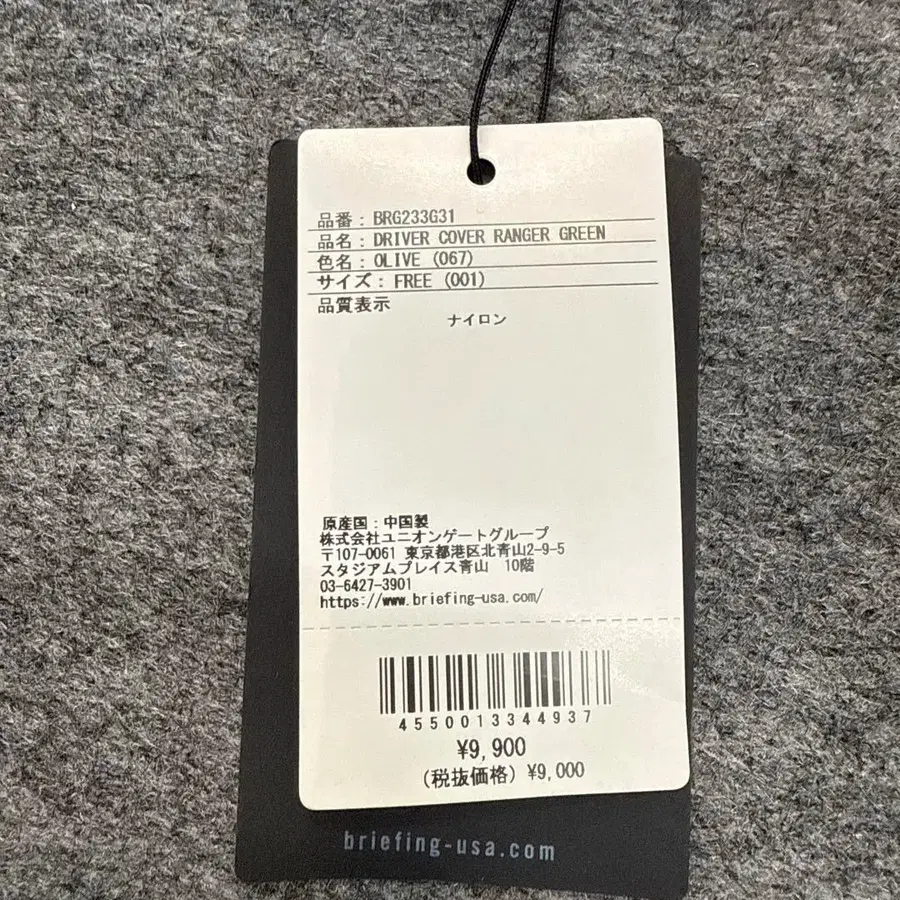 品番：BRG233G31
品名：DRIVER COVER RANGER GREEN
色名：OLIVE (067)
サイズ：FREE (001)
品質表示
ナイロン
原産国：中国製
株式会社ユニオンゲートグループ
〒107-0061 東京都港区北青山2-9-5
スタジアムプレイス青山 10階
03-6427-3901
https://www.briefing-usa.com/
4550013344937
¥9,900
(税抜価格) ¥9,000
briefing-usa.com